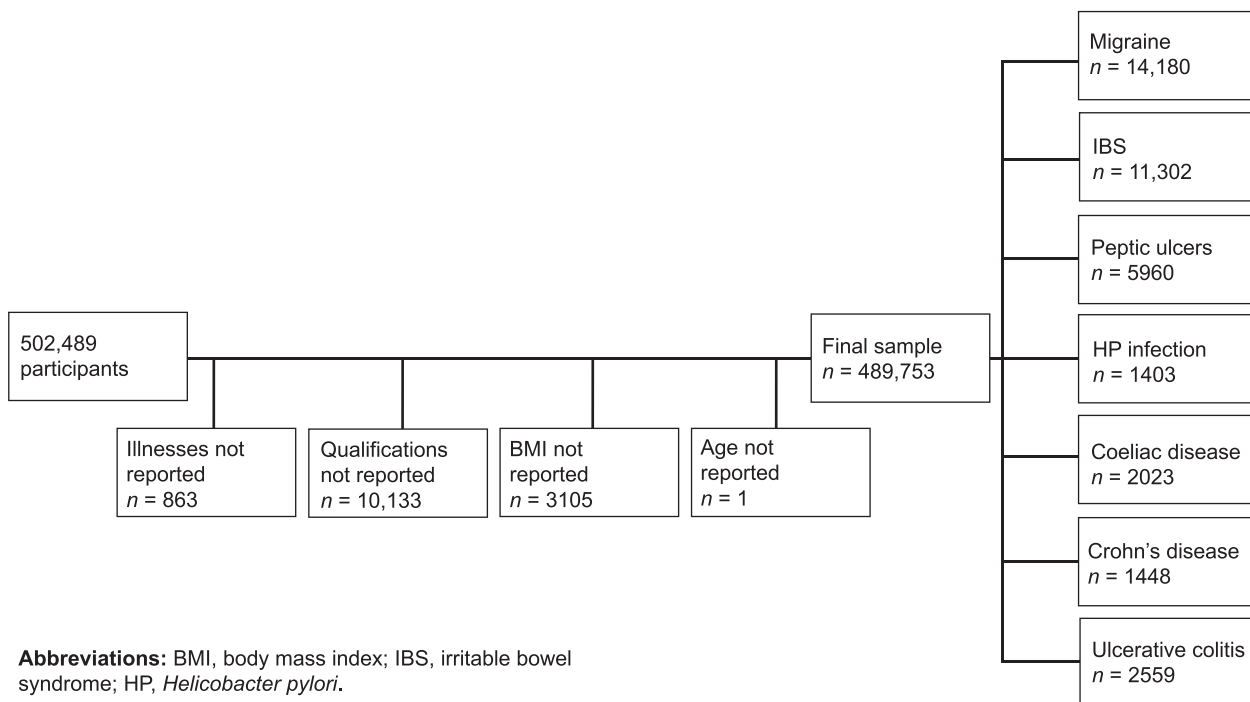 502,489
participants
Illnesses not
reported
n = 863
Qualifications
not reported
n = 10,133
BMI not
reported
n = 3105
Age not
reported
n = 1
Final sample
n = 489,753
Migraine
n = 14,180
IBS
n = 11,302
Peptic ulcers
n = 5960
HP infection
n = 1403
Coeliac disease
n = 2023
Crohn’s disease
n = 1448
Ulcerative colitis
n = 2559
Abbreviations: BMI, body mass index; IBS, irritable bowel
syndrome; HP, Helicobacter pylori.